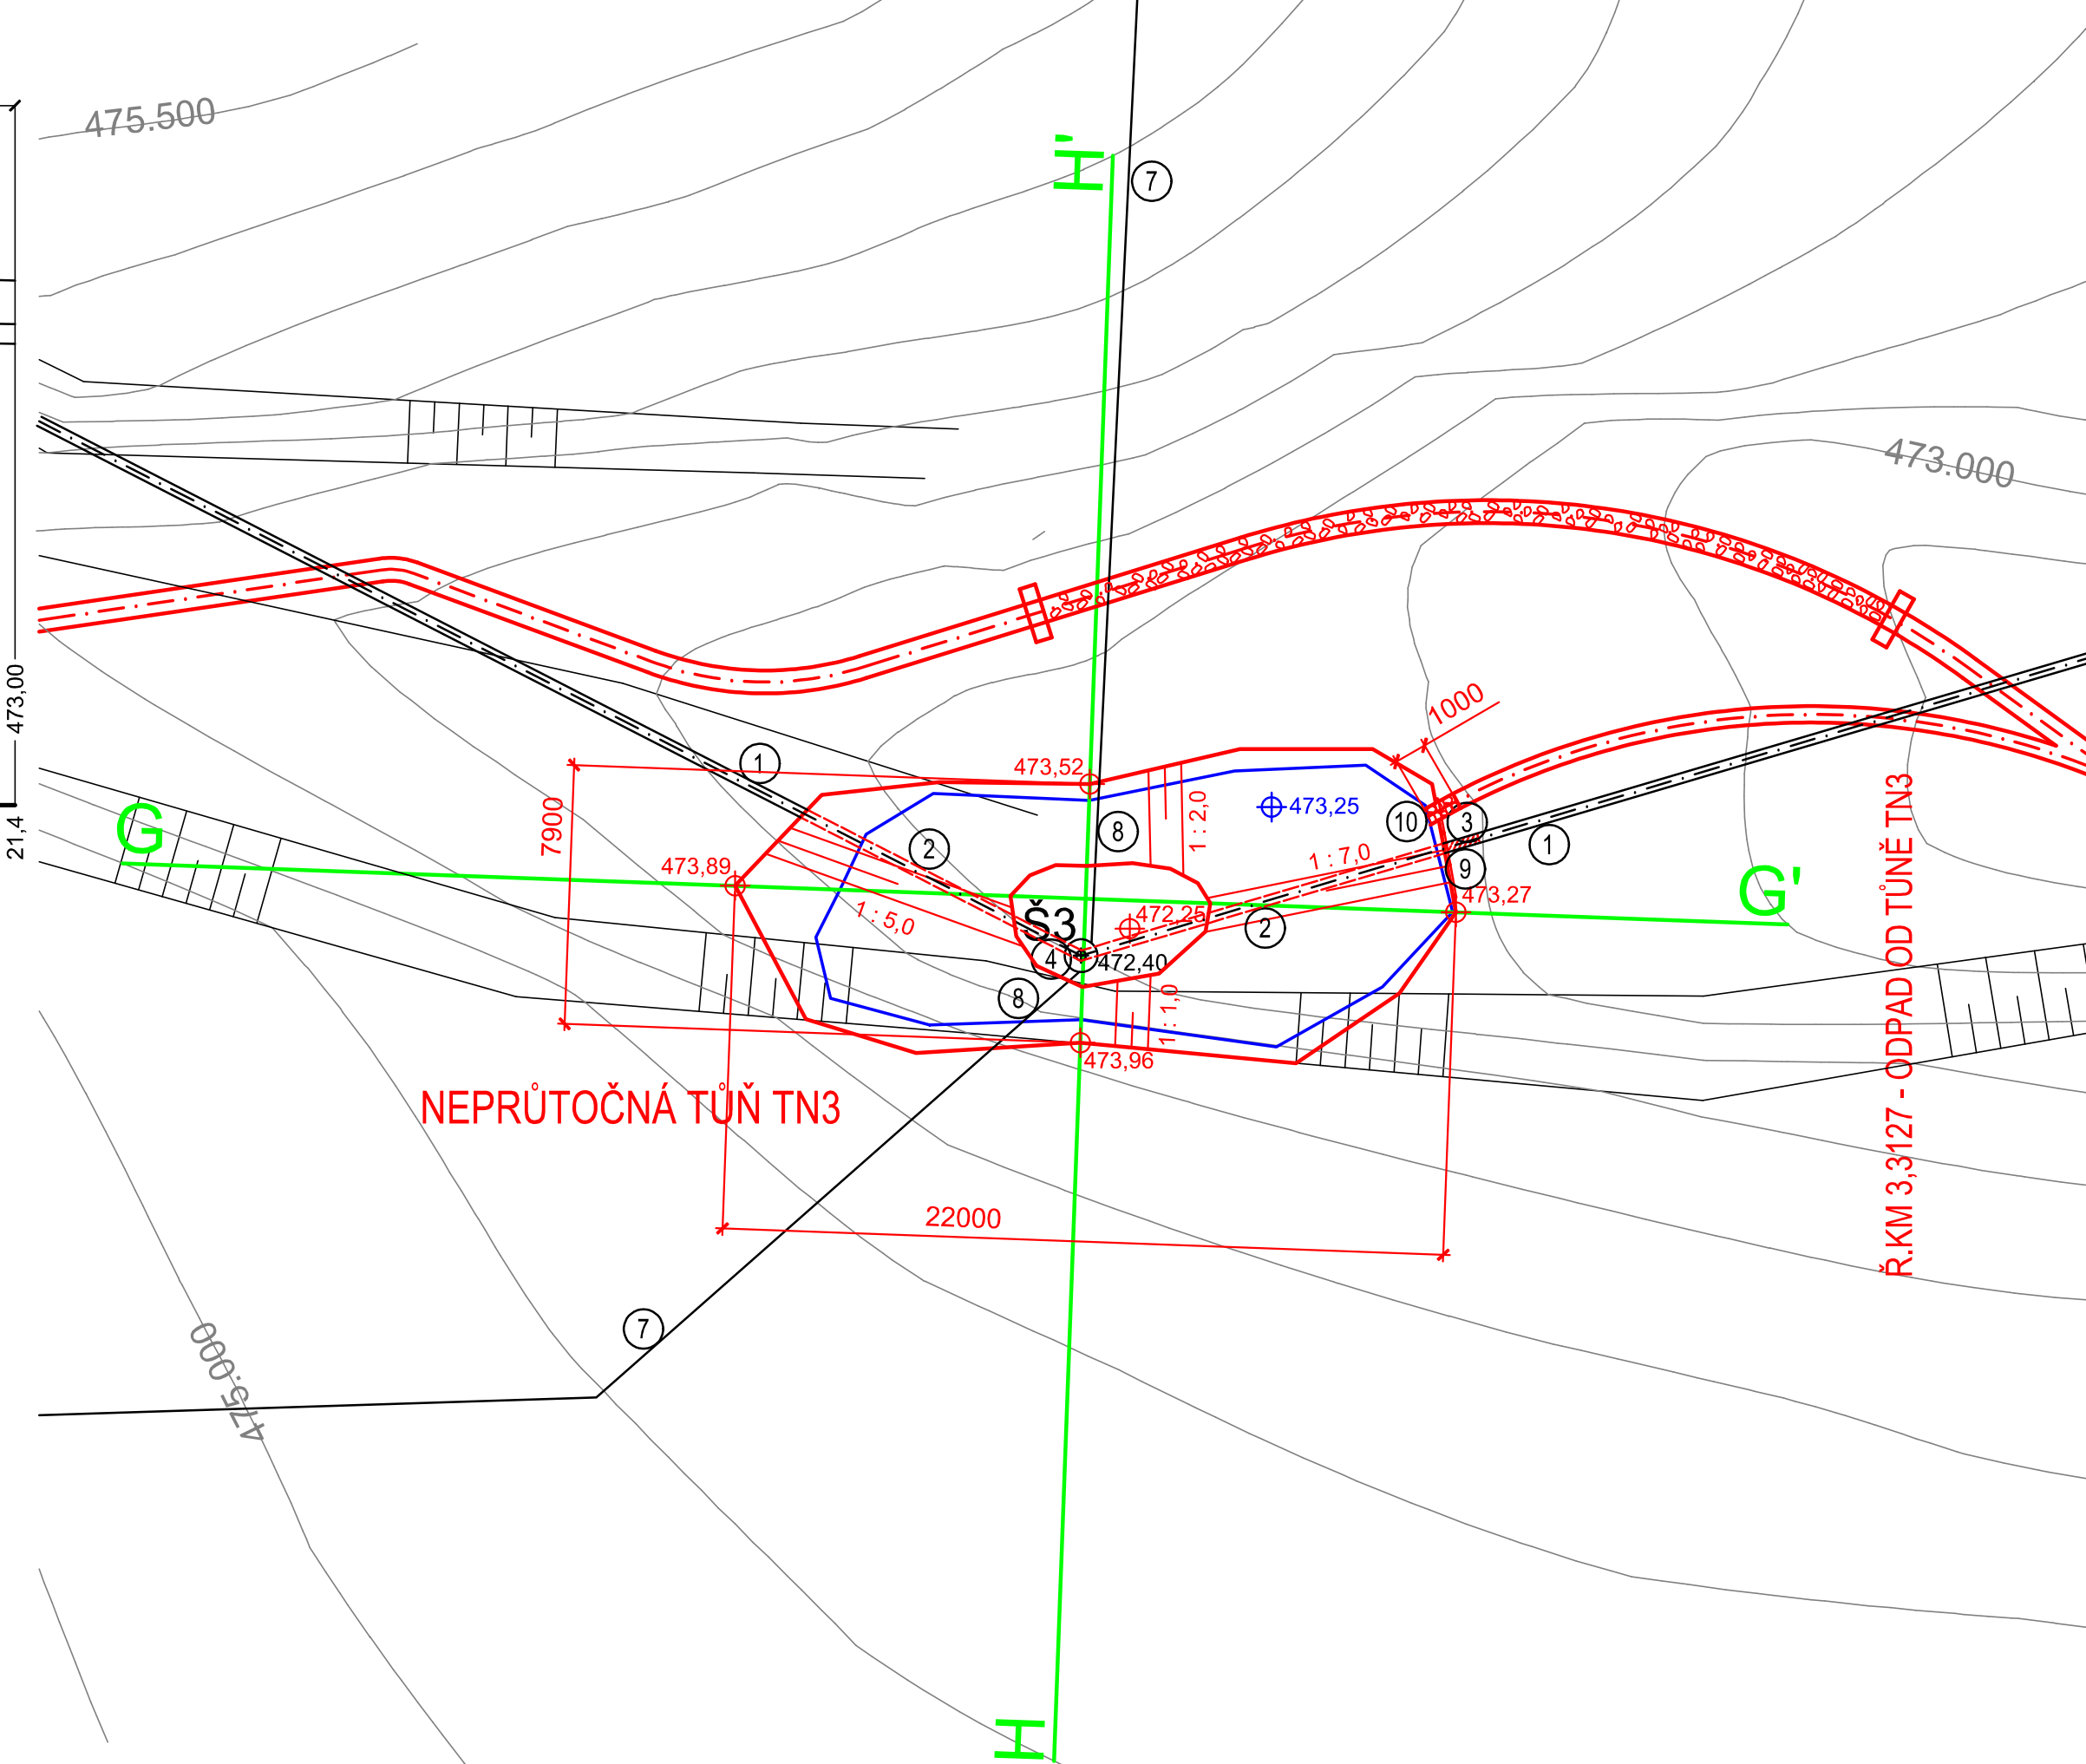 475.500
H'
7
473.000
473,00
21,4
1000
1
473,52
7900
G
2
8
1 : 2,0
473,25
10
3
1
9
1 : 7,0
473,89
473,27
G'
1 : 5,0
Š3
472,25
2
4
472,40
8
1 : 1,0
473,96
NEPRŮTOČNÁ TŮŇ TN3
Ř.KM 3,3127 - ODPAD OD TŮNĚ TN3
22000
7
475.000
H